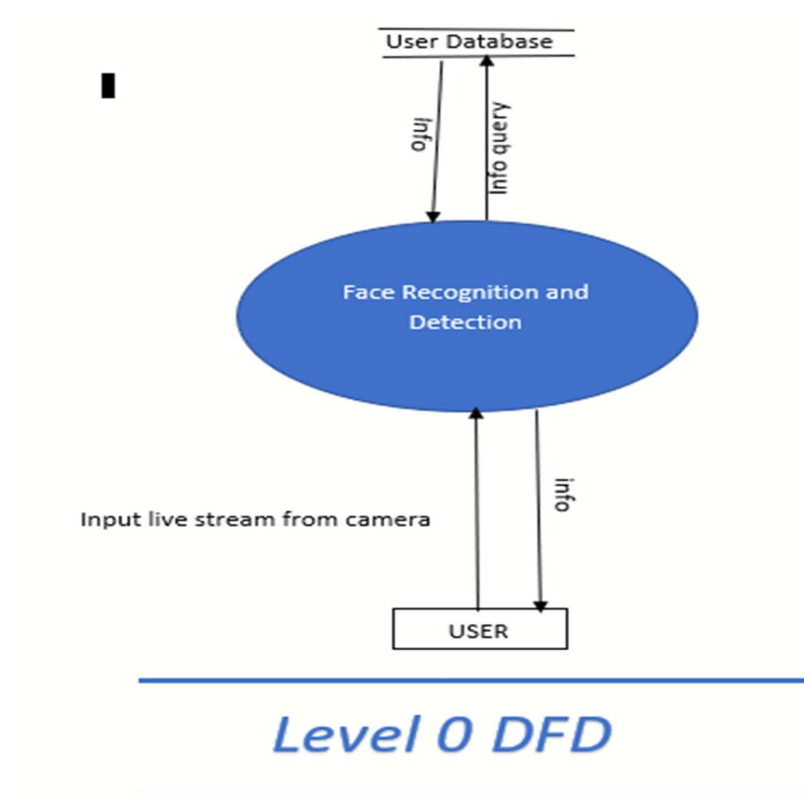 User Database
Info
Info query
Face Recognition and
Detection
Input live stream from camera
info
USER
Level 0 DFD